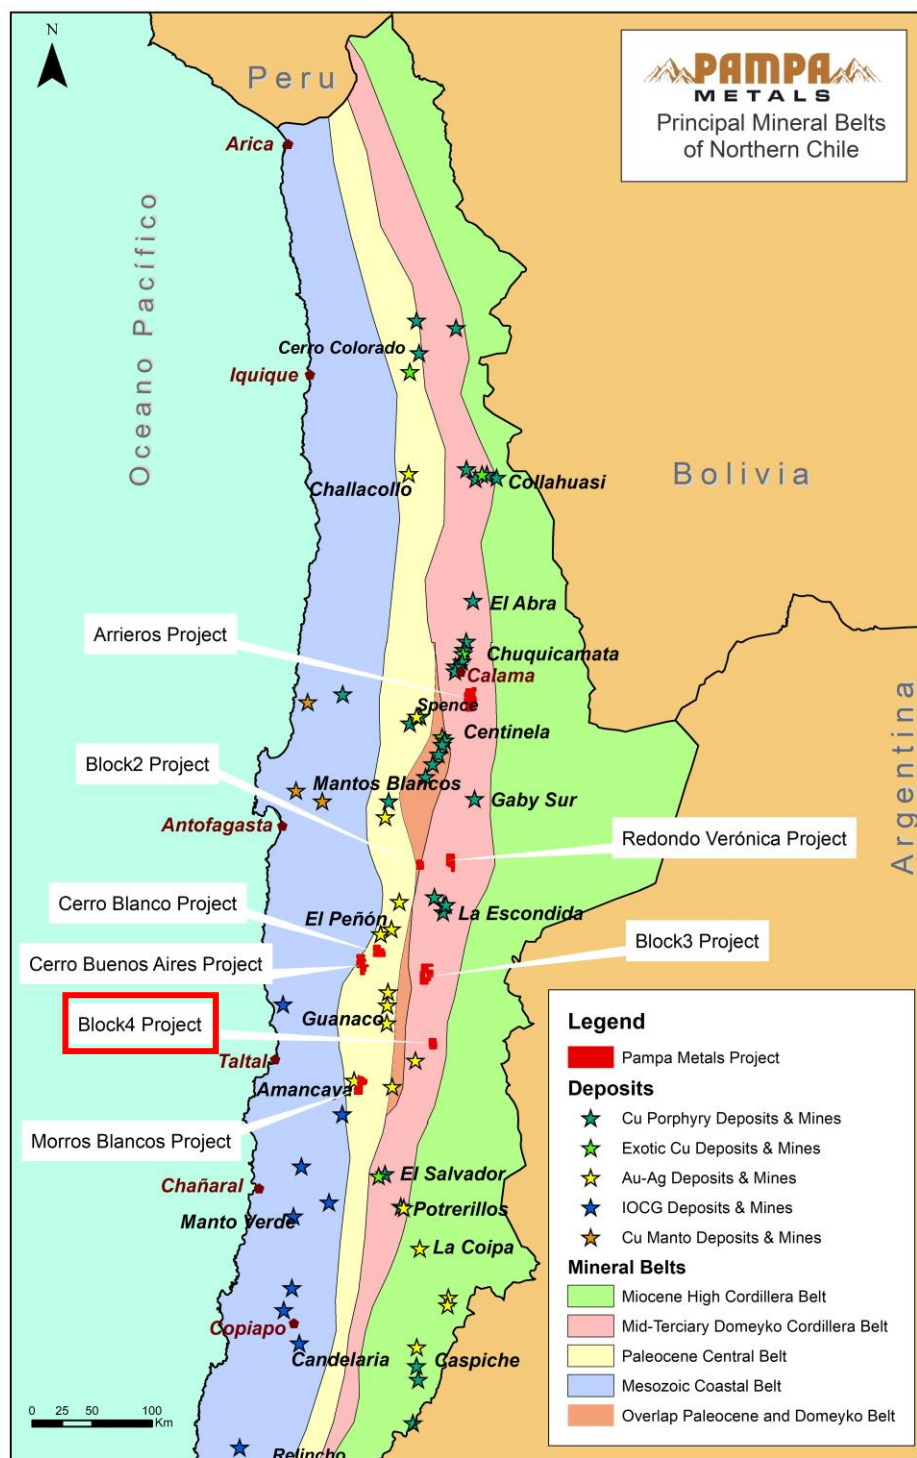 N
Peru
PAMPA
METALS
Principal Mineral Belts
of Northern Chile
Arica
Oceano Pacífico
Cerro Colorado
Iquique
Bolivia
Challacollo
Collahuasi
El Abra
Arrieros Project
Chuquicamata
Calama
Spence
Centinela
Block2 Project
Mantos Blancos
Gaby Sur
Argentina
Antofagasta
Redondo Verónica Project
Cerro Blanco Project
El Peñón
La Escondida
Block3 Project
Cerro Buenos Aires Project
Guanaco
Block4 Project
Taltal
Amancaya
Morros Blancos Project
El Salvador
Chañaral
Manto Verde
Potrerillos
La Coipa
Copiapo
Candelaria
Caspiche
Relincho
0 25 50 100
Km
Legend
Pampa Metals Project
Deposits
Cu Porphyry Deposits & Mines
Exotic Cu Deposits & Mines
Au-Ag Deposits & Mines
IOCG Deposits & Mines
Cu Manto Deposits & Mines
Mineral Belts
Miocene High Cordillera Belt
Mid-Terciary Domeyko Cordillera Belt
Paleocene Central Belt
Mesozoic Coastal Belt
Overlap Paleocene and Domeyko Belt